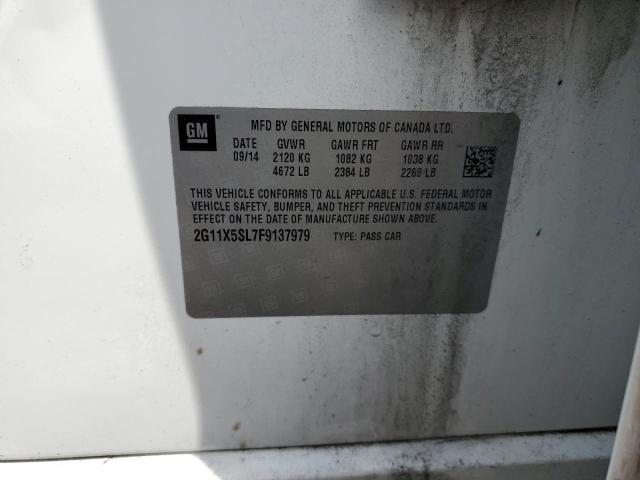 GM
MFD BY GENERAL MOTORS OF CANADA LTD.
DATE GVWR GAWR FRT GAWR RR
09/14 2120 KG 1082 KG 1038 KG
4672 LB 2384 LB 2288 LB
THIS VEHICLE CONFORMS TO ALL APPLICABLE U.S. FEDERAL MOTOR
VEHICLE SAFETY, BUMPER, AND THEFT PREVENTION STANDARDS IN
EFFECT ON THE DATE OF MANUFACTURE SHOWN ABOVE.
2G11X5SL7F9137979 TYPE: PASS CAR